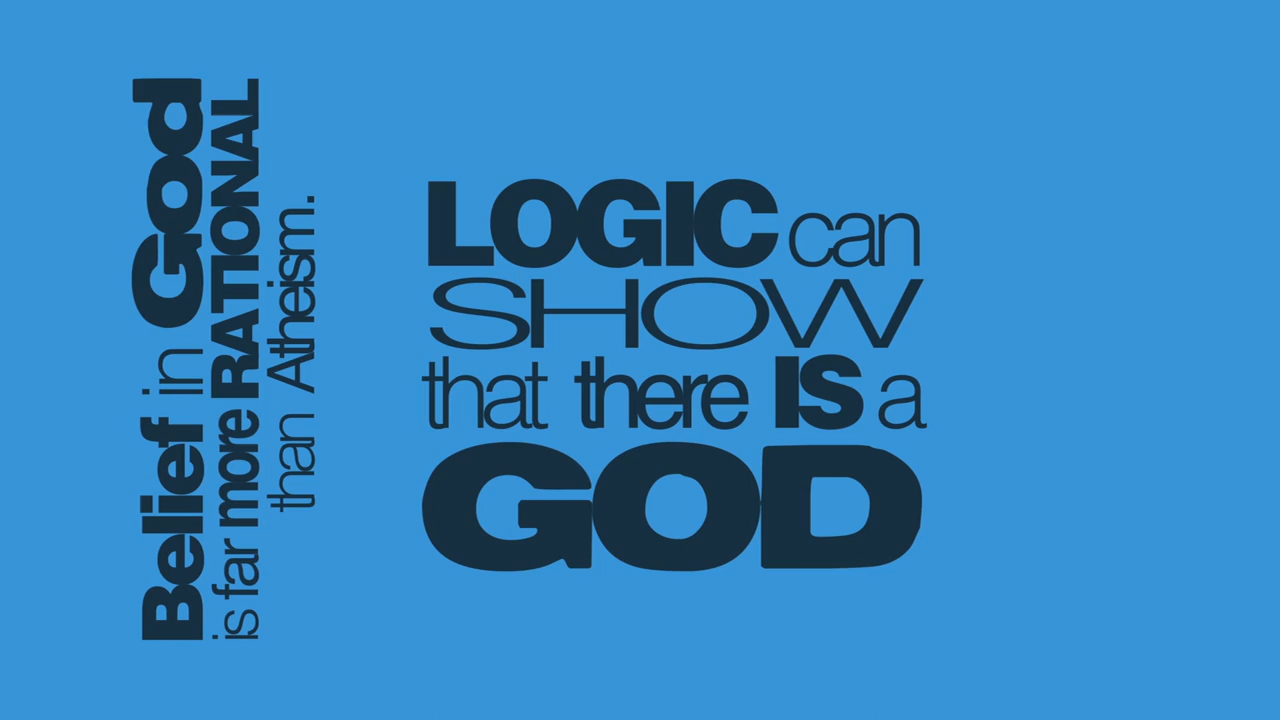 Belief in God
is far more RATIONAL
than Atheism.
LOGIC can
SHOW
that there IS a
GOD